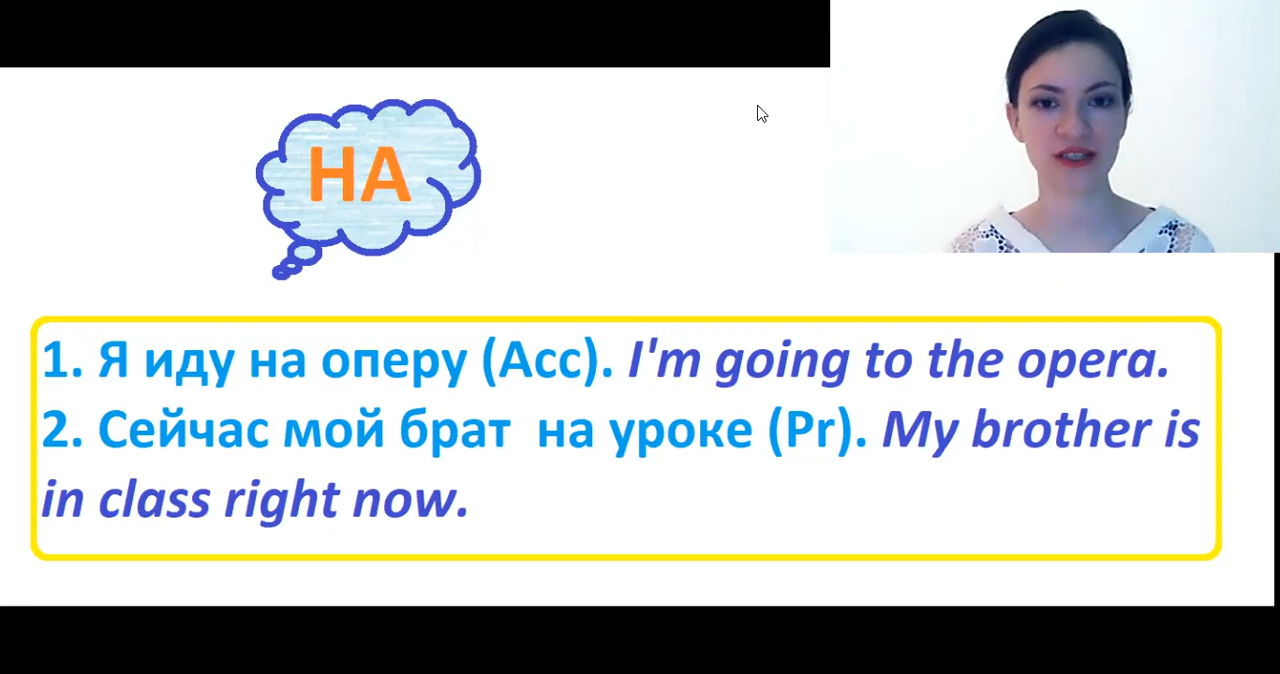 НА
1. Я иду на оперу (Acc). I'm going to the opera.
2. Сейчас мой брат на уроке (Pr). My brother is
in class right now.